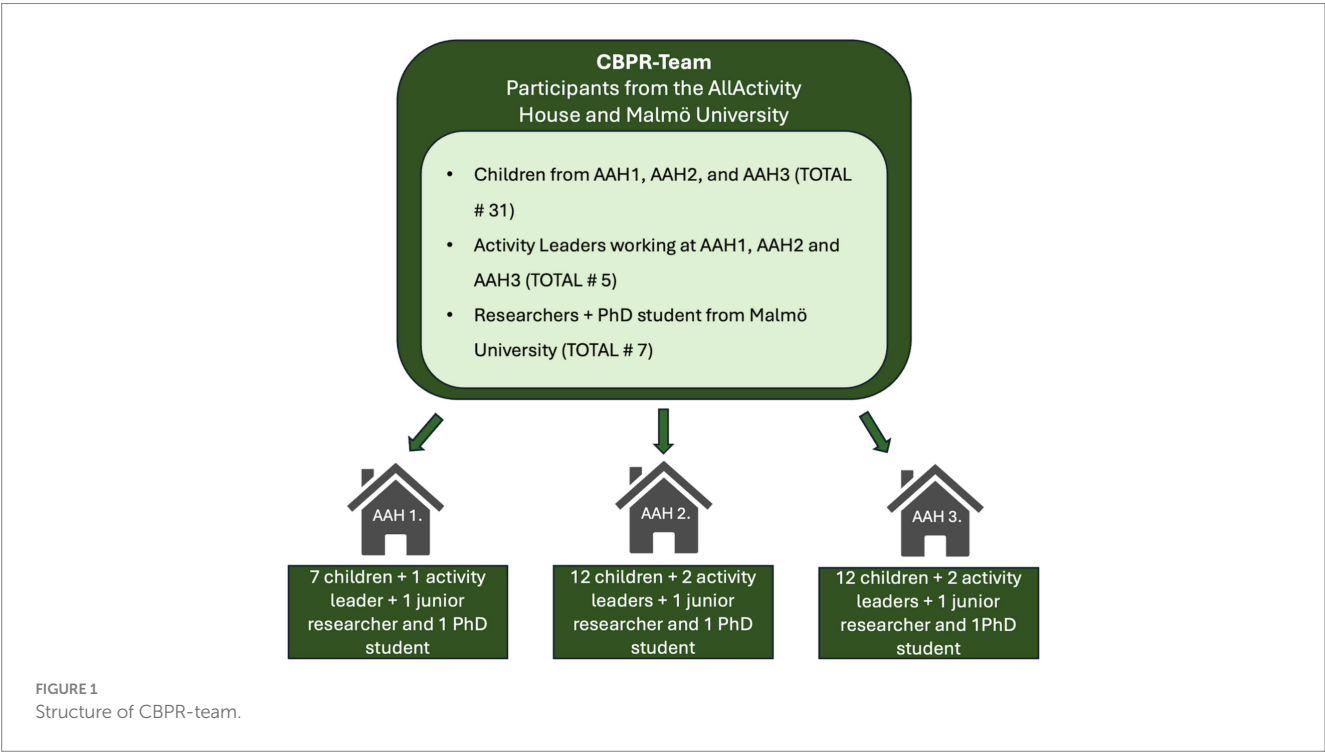 CBPR-Team
Participants from the AllActivity
House and Malmö University
• Children from AAH1, AAH2, and AAH3 (TOTAL
# 31)
• Activity Leaders working at AAH1, AAH2 and
AAH3 (TOTAL # 5)
• Researchers + PhD student from Malmö
University (TOTAL # 7)
AAH 1.
AAH 2.
AAH 3.
7 children + 1 activity
leader + 1 junior
researcher and 1 PhD
student
12 children + 2 activity
leaders + 1 junior
researcher and 1 PhD
student
12 children + 2 activity
leaders + 1 junior
researcher and 1PhD
student
FIGURE 1
Structure of CBPR-team.